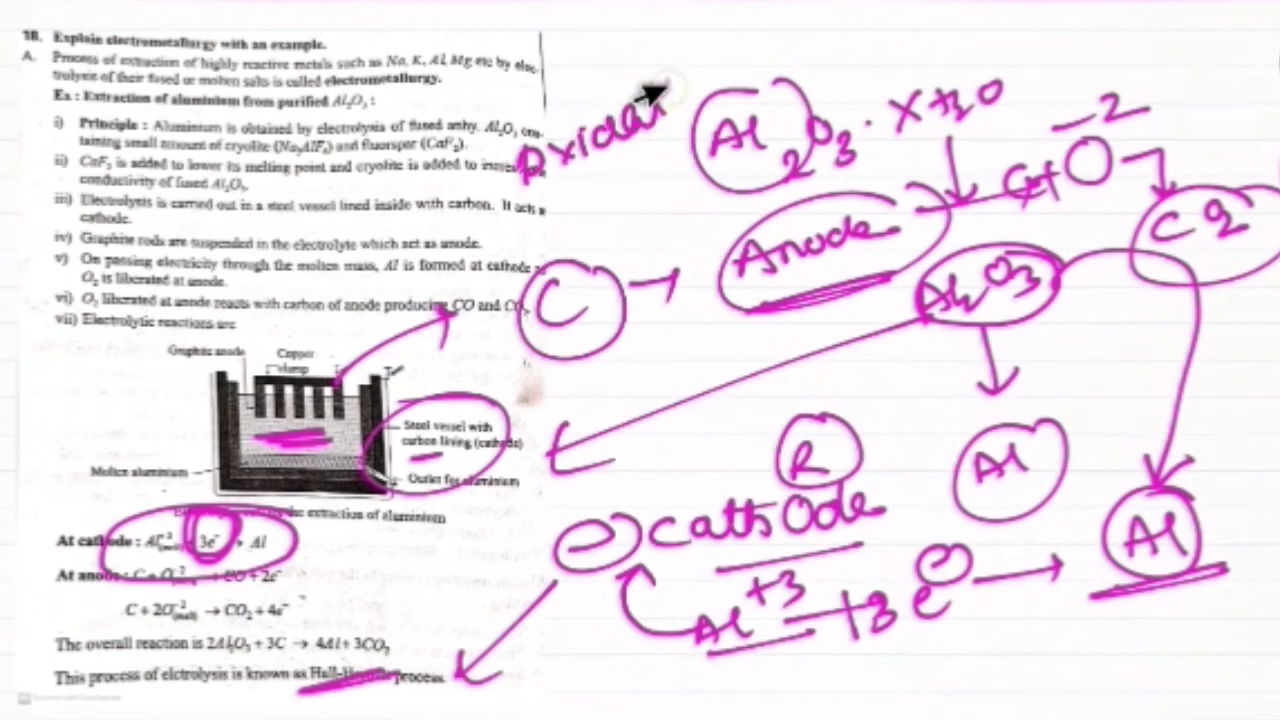 18. Explain electrometallurgy with an example.
A. Process of extraction of highly reactive metals such as Na, K, Al, Mg etc by elec-
trolysis of their fused or molten salts is called electrometallurgy.
Ex : Extraction of aluminium from purified Al₂O₃ :
i) Principle : Aluminium is obtained by electrolysis of fused anhy. Al₂O₃ con-
taining small amount of cryolite (Na₃AlF₆) and fluorspar (CaF₂).
ii) CaF₂ is added to lower its melting point and cryolite is added to
conductivity of fused Al₂O₃.
iii) Electrolysis is carried out in a steel vessel lined inside with carbon. It acts a
cathode.
iv) Graphite rods are suspended in the electrolyte which act as anode.
v) On passing electricity through the molten mass, Al is formed at cathode
O₂ is liberated at anode.
vi) O₂ liberated at anode reacts with carbon of anode producing CO and
vii) Electrolytic reactions are
Graphite anode
Copper
clamp
Steel vessel with
carbon lining (cathode)
Molten aluminium
Outlet for aluminium
the extraction of aluminium
At cathode : 3e⁻ → Al
At anode : C + O⁻² → CO + 2e⁻
C + 2O⁻²(melt) → CO₂ + 4e⁻
The overall reaction is 2Al₂O₃ + 3C → 4Al + 3CO₂
This process of elctrolysis is known as process.
Al₂O₃ · XH₂O
Anode
C
+ O⁻²
Al₂O₃
Al
R
Cathode
Al⁺³ + 3e⁻ → Al